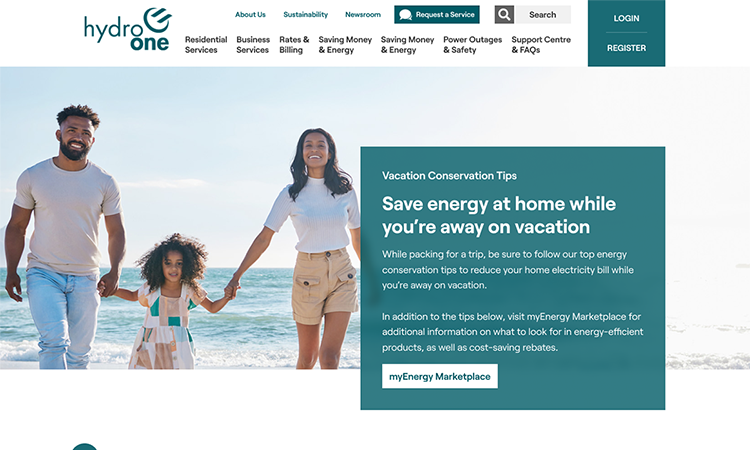 About Us
Sustainability
Newsroom
Request a Service
Search
LOGIN
REGISTER
hydro
one
Residential
Services
Business
Services
Rates &
Billing
Saving Money
& Energy
Saving Money
& Energy
Power Outages
& Safety
Support Centre
& FAQs
Vacation Conservation Tips
Save energy at home while
you’re away on vacation
While packing for a trip, be sure to follow our top energy
conservation tips to reduce your home electricity bill while
you’re away on vacation.
In addition to the tips below, visit myEnergy Marketplace for
additional information on what to look for in energy-efficient
products, as well as cost-saving rebates.
myEnergy Marketplace